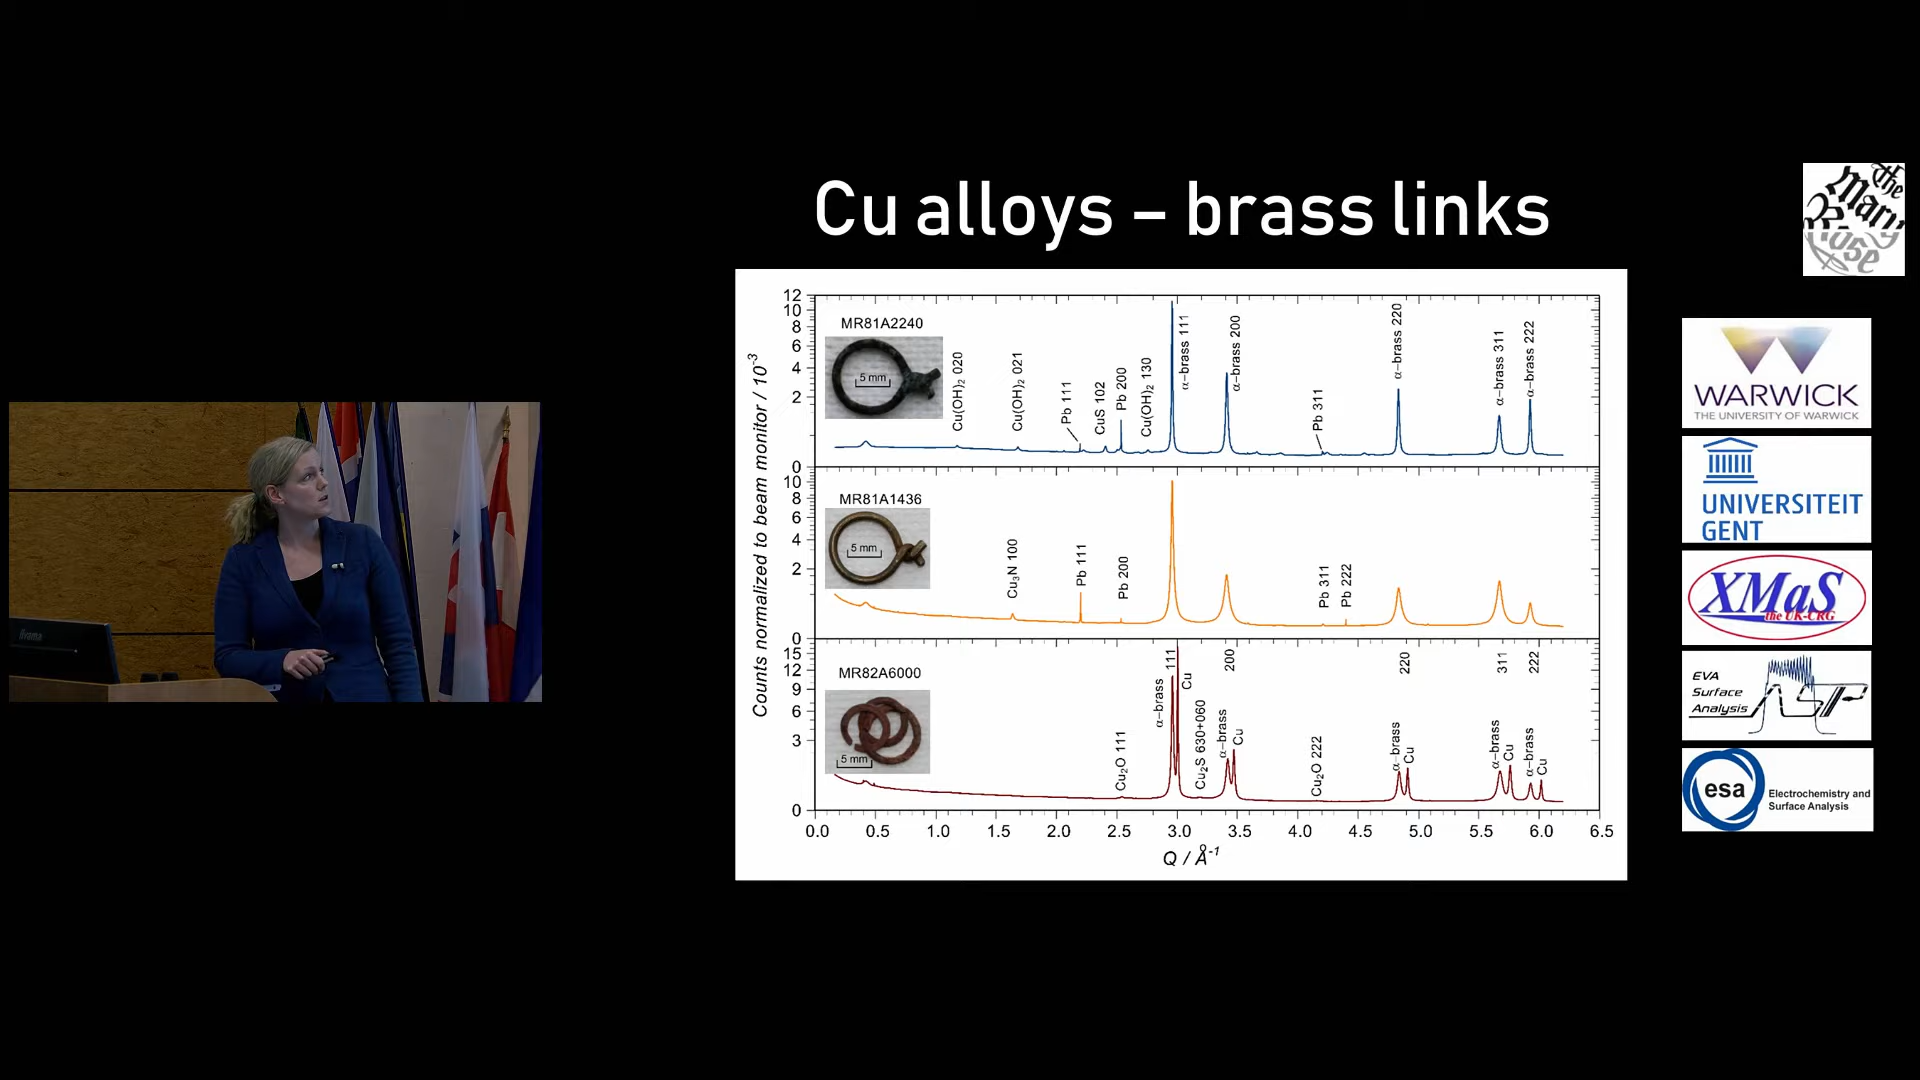 Cu alloys – brass links
the
Mary
Rose
Counts normalized to beam monitor / 10⁻³
12
10
8
6
4
2
0
MR81A2240
5 mm
Cu(OH)₂ 020
Cu(OH)₂ 021
Pb 111
CuS 102
Pb 200
Cu(OH)₂ 130
α–brass 111
α–brass 200
Pb 311
α–brass 220
α–brass 311
α–brass 222
10
8
6
4
2
0
MR81A1436
5 mm
Cu₃N 100
Pb 111
Pb 200
Pb 311
Pb 222
15
12
9
6
3
0
MR82A6000
5 mm
Cu₂O 111
α–brass
111
Cu
Cu₂S 630+060
α–brass
200
Cu
Cu₂O 222
α–brass
220
Cu
α–brass
311
Cu
α–brass
222
Cu
0.0 0.5 1.0 1.5 2.0 2.5 3.0 3.5 4.0 4.5 5.0 5.5 6.0 6.5
Q / Å⁻¹
WARWICK
THE UNIVERSITY OF WARWICK
UNIVERSITEIT
GENT
XMaS
the UK-CRG
EVA
Surface
Analysis
ASP
esa
Electrochemistry and
Surface Analysis
iiyama